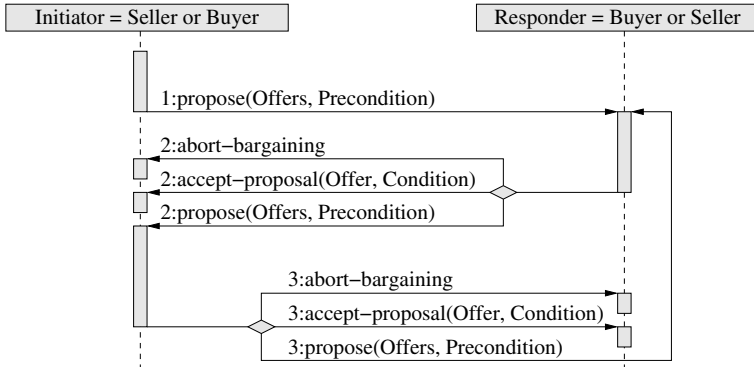 Initiator = Seller or Buyer
Responder = Buyer or Seller
1:propose(Offers, Precondition)
2:abort−bargaining
2:accept−proposal(Offer, Condition)
2:propose(Offers, Precondition)
3:abort−bargaining
3:accept−proposal(Offer, Condition)
3:propose(Offers, Precondition)